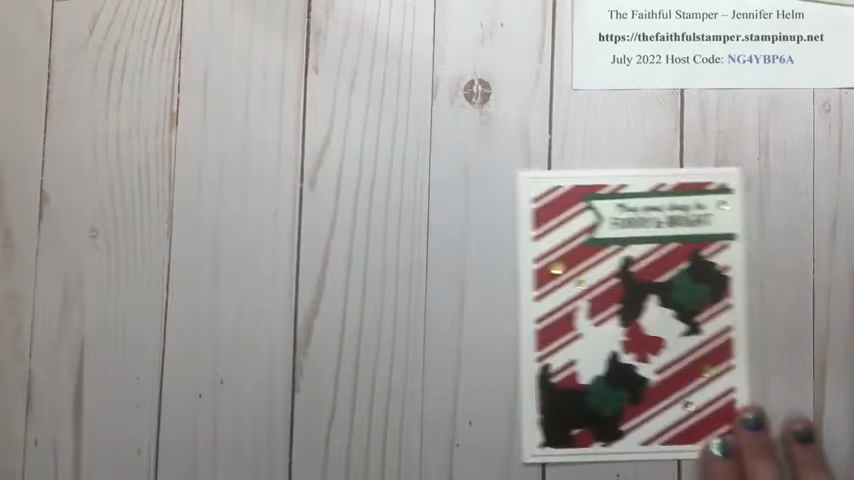 The Faithful Stamper – Jennifer Helm
https://thefaithfulstamper.stampinup.net
July 2022 Host Code: NG4YBP6A